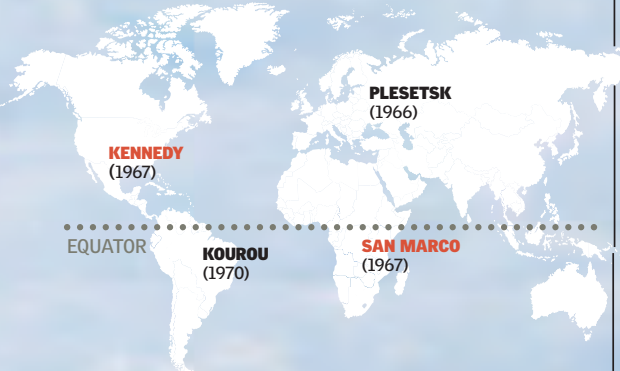 PLESETSK
(1966)
KENNEDY
(1967)
EQUATOR
KOUROU
(1970)
SAN MARCO
(1967)